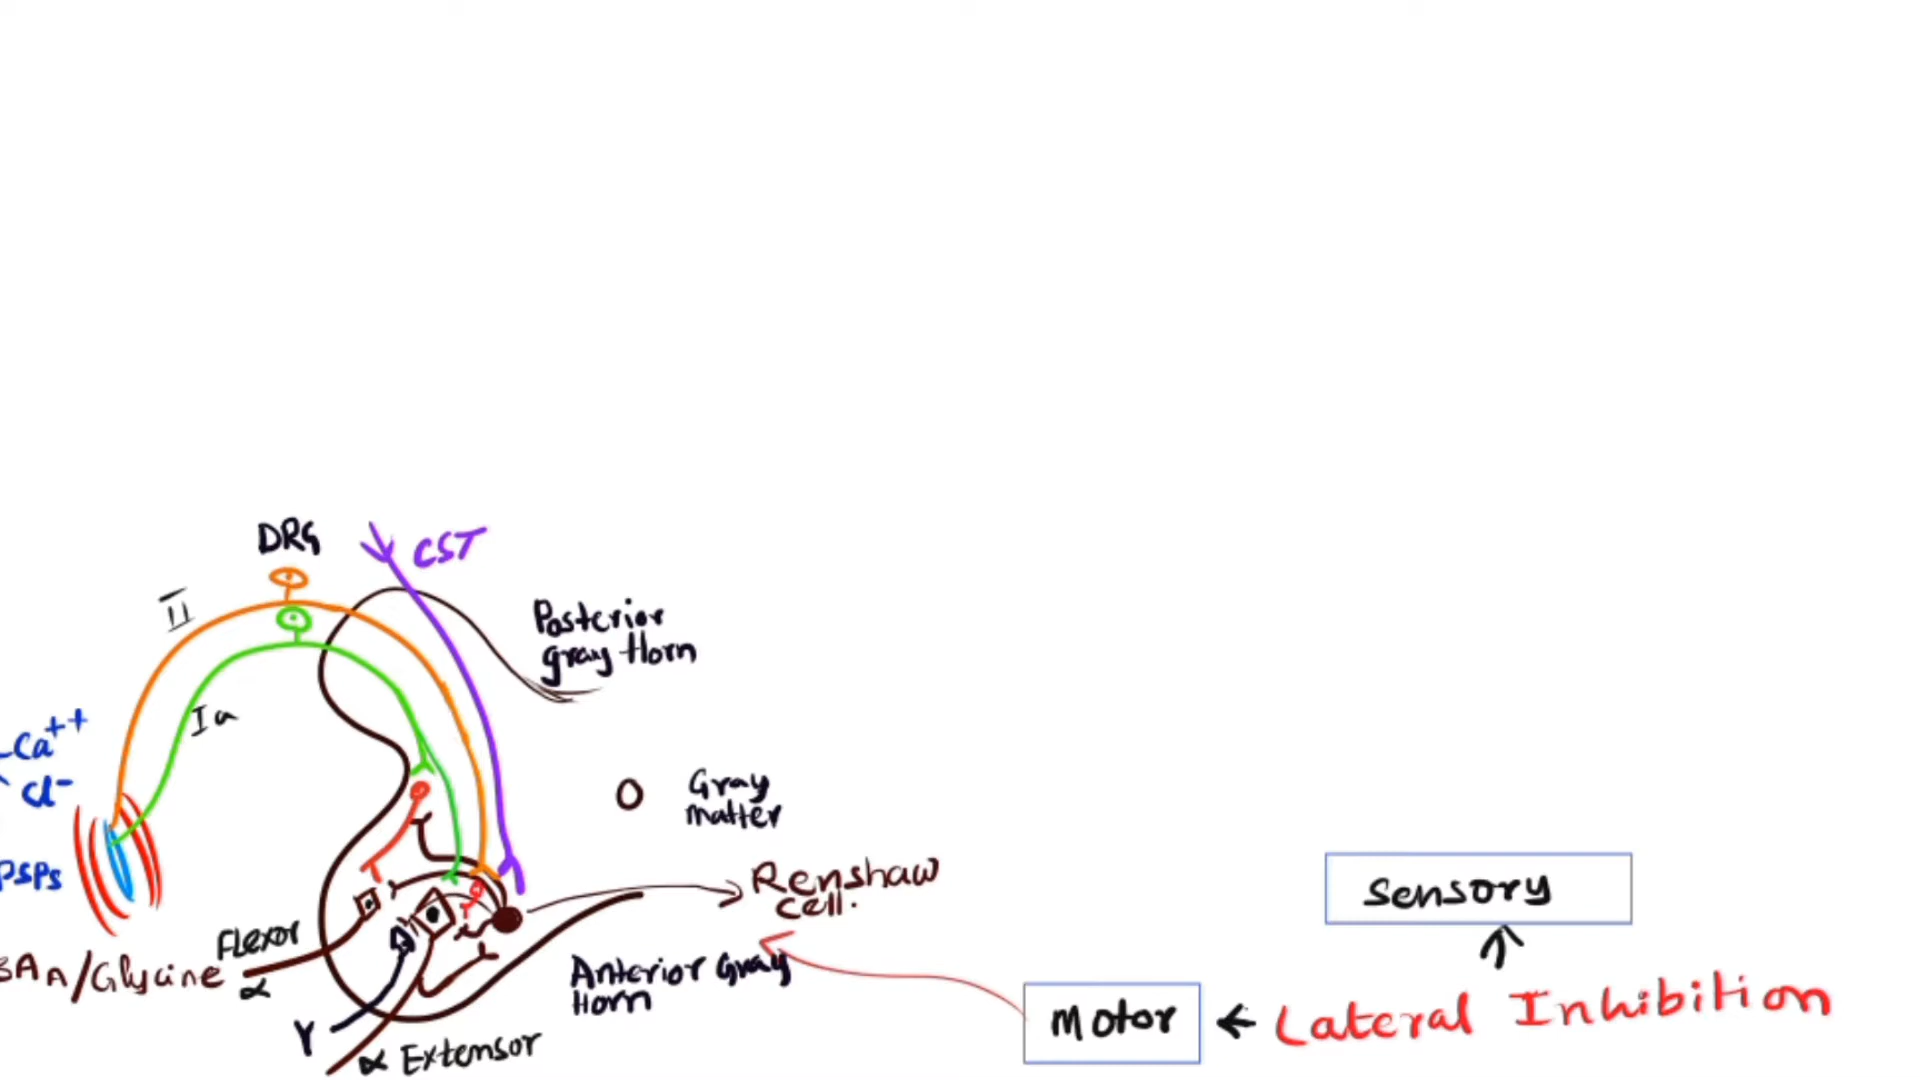 DRG
CST
II
Posterior
gray Horn
Ia
Ca++
Cl-
Gray
matter
PSPs
Renshaw
cell.
Sensory
Flexor
/Glycine
α
Anterior Gray
Horn
Motor
Lateral Inhibition
γ
α Extensor